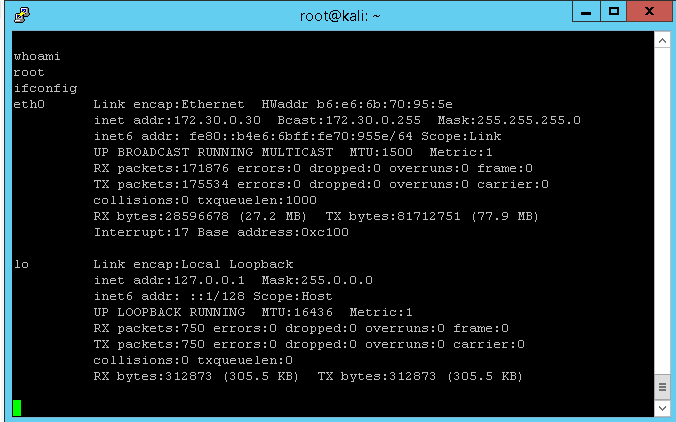 root@kali: ~
whoami
root
ifconfig
eth0      Link encap:Ethernet  HWaddr b6:e6:6b:70:95:5e
          inet addr:172.30.0.30  Bcast:172.30.0.255  Mask:255.255.255.0
          inet6 addr: fe80::b4e6:6bff:fe70:955e/64 Scope:Link
          UP BROADCAST RUNNING MULTICAST  MTU:1500  Metric:1
          RX packets:171876 errors:0 dropped:0 overruns:0 frame:0
          TX packets:175534 errors:0 dropped:0 overruns:0 carrier:0
          collisions:0 txqueuelen:1000
          RX bytes:28596678 (27.2 MB)  TX bytes:81712751 (77.9 MB)
          Interrupt:17 Base address:0xc100
lo        Link encap:Local Loopback
          inet addr:127.0.0.1  Mask:255.0.0.0
          inet6 addr: ::1/128 Scope:Host
          UP LOOPBACK RUNNING  MTU:16436  Metric:1
          RX packets:750 errors:0 dropped:0 overruns:0 frame:0
          TX packets:750 errors:0 dropped:0 overruns:0 carrier:0
          collisions:0 txqueuelen:0
          RX bytes:312873 (305.5 KB)  TX bytes:312873 (305.5 KB)